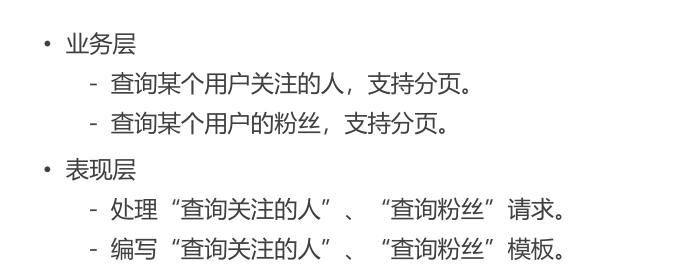 • 业务层
- 查询某个用户关注的人，支持分页。
- 查询某个用户的粉丝，支持分页。
• 表现层
- 处理“查询关注的人”、“查询粉丝”请求。
- 编写“查询关注的人”、“查询粉丝”模板。